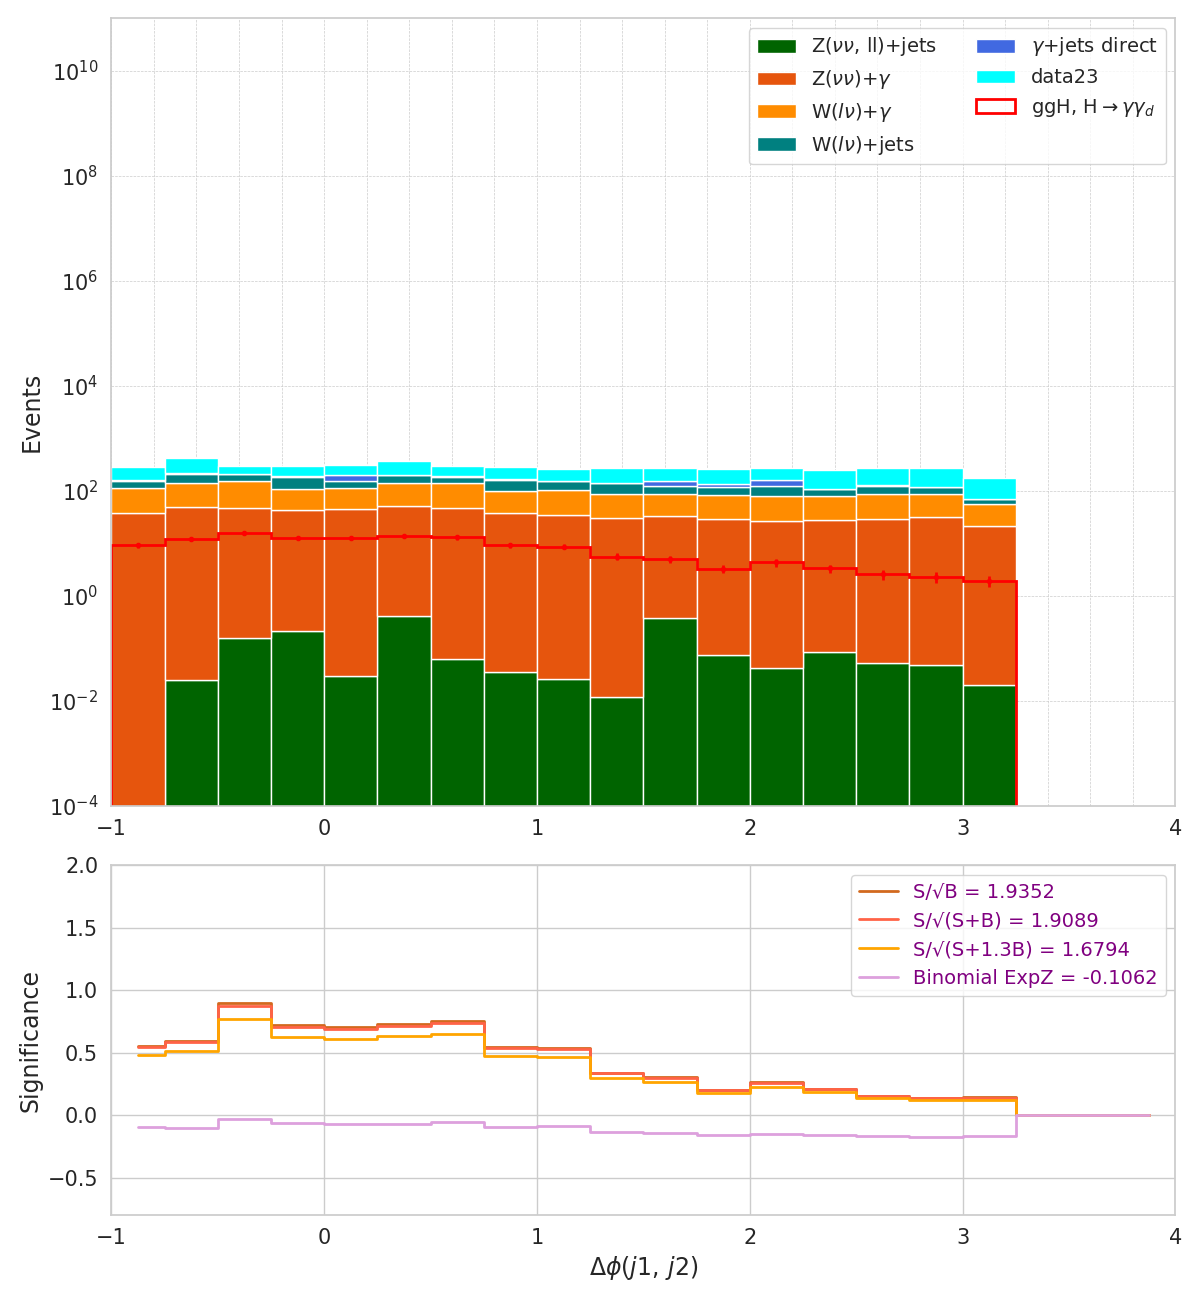 Z(νν, ll)+jets
Z(νν)+γ
W(lν)+γ
W(lν)+jets
γ+jets direct
data23
ggH, H→γγ_d
Events
10^10
10^8
10^6
10^4
10^2
10^0
10^−2
10^−4
−1 0 1 2 3 4
S/√B = 1.9352
S/√(S+B) = 1.9089
S/√(S+1.3B) = 1.6794
Binomial ExpZ = -0.1062
Significance
2.0
1.5
1.0
0.5
0.0
−0.5
−1 0 1 2 3 4
Δϕ(j1, j2)